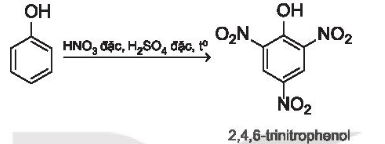 OH
HNO₃ đặc, H₂SO₄ đặc, t⁰
OH
O₂N
NO₂
NO₂
2,4,6-trinitrophenol